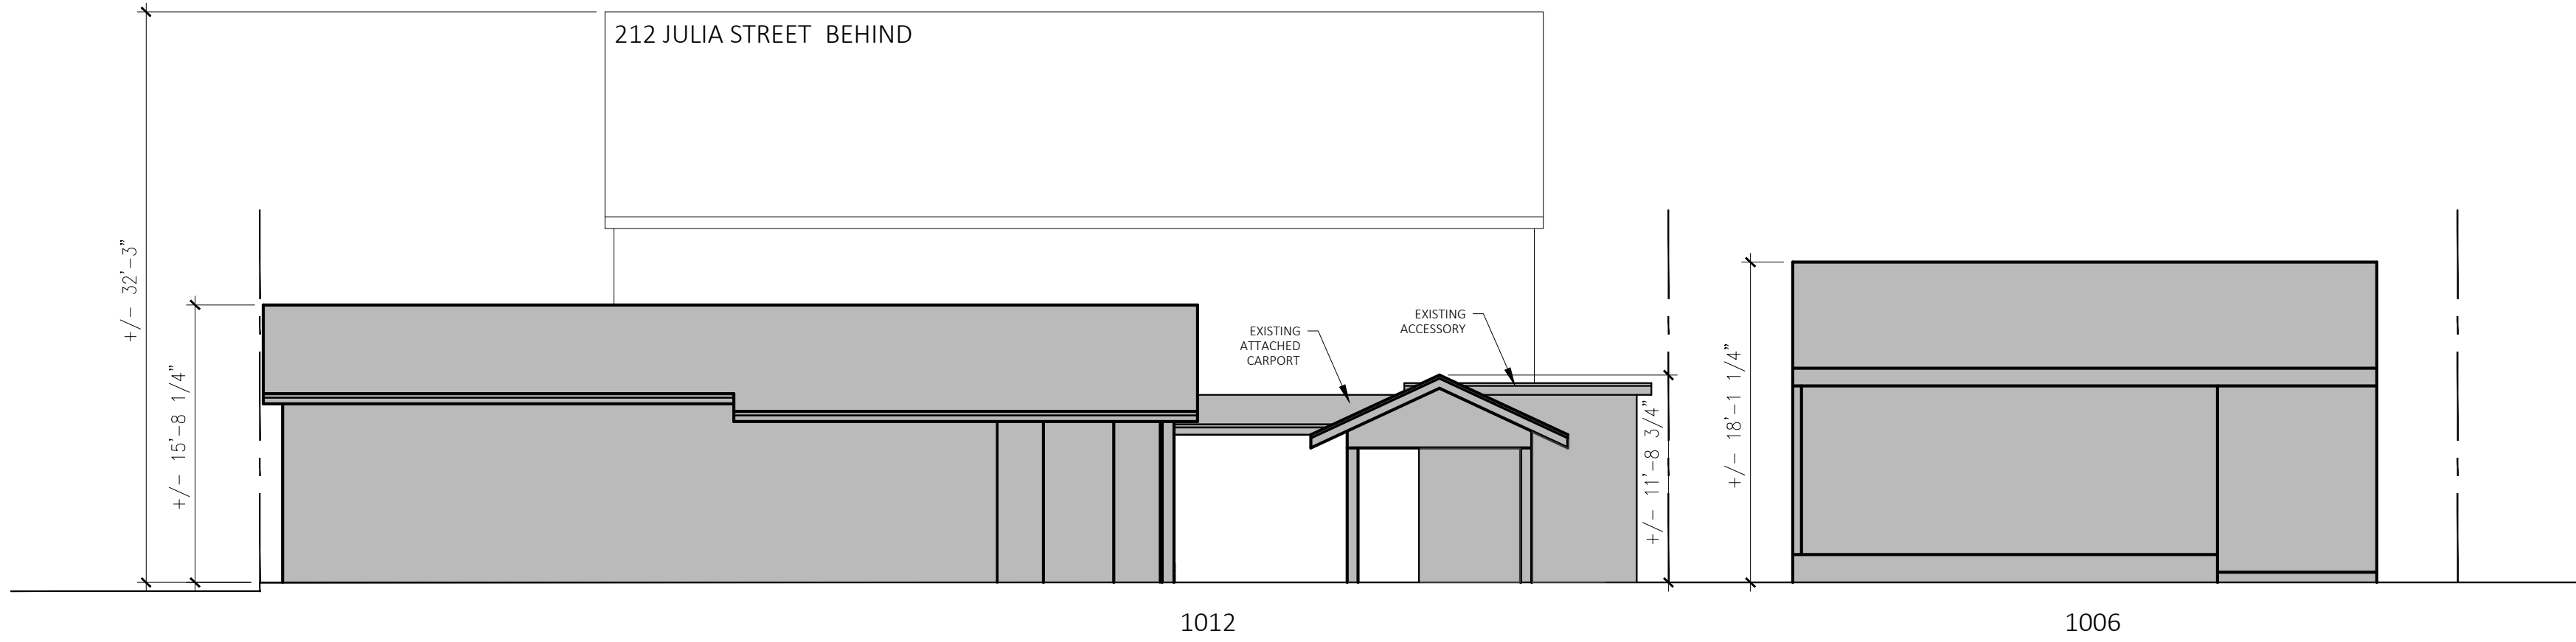 212 JULIA STREET BEHIND
+/- 32'-3"
+/- 15'-8 1/4"
EXISTING
ATTACHED
CARPORT
EXISTING
ACCESSORY
+/- 11'-8 3/4"
+/- 18'-1 1/4"
1012
1006